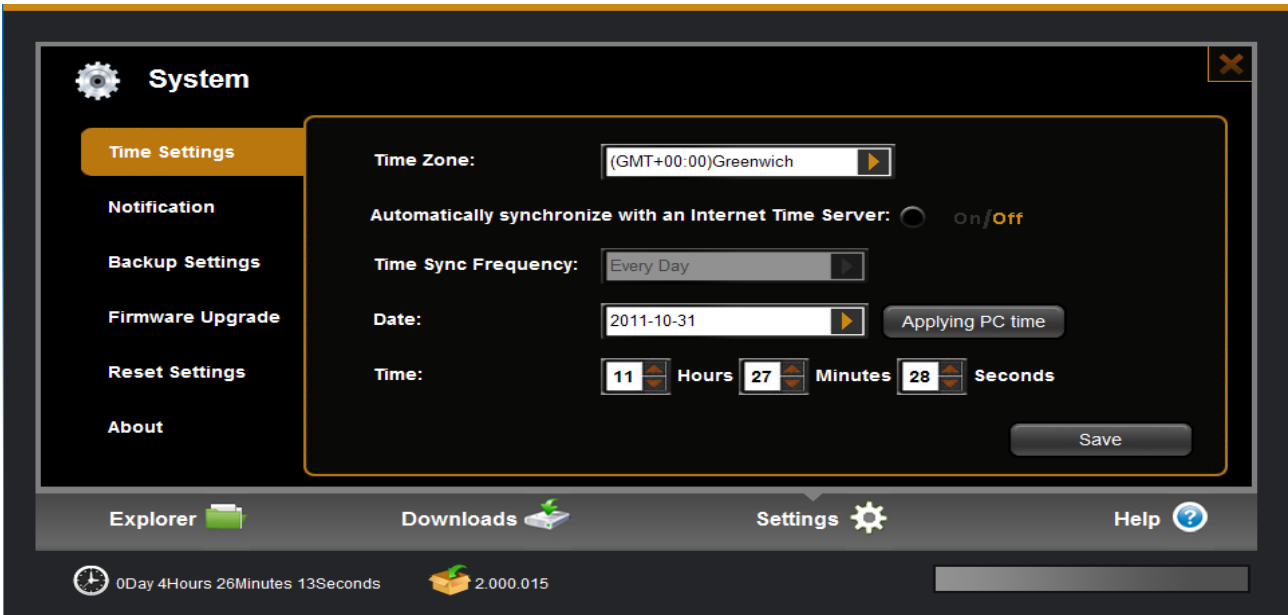 System
Time Settings
Notification
Backup Settings
Firmware Upgrade
Reset Settings
About
Time Zone: (GMT+00:00)Greenwich
Automatically synchronize with an Internet Time Server: On/Off
Time Sync Frequency: Every Day
Date: 2011-10-31 Applying PC time
Time: 11 Hours 27 Minutes 28 Seconds
Save
Explorer Downloads Settings Help ?
0Day 4Hours 26Minutes 13Seconds 2.000.015